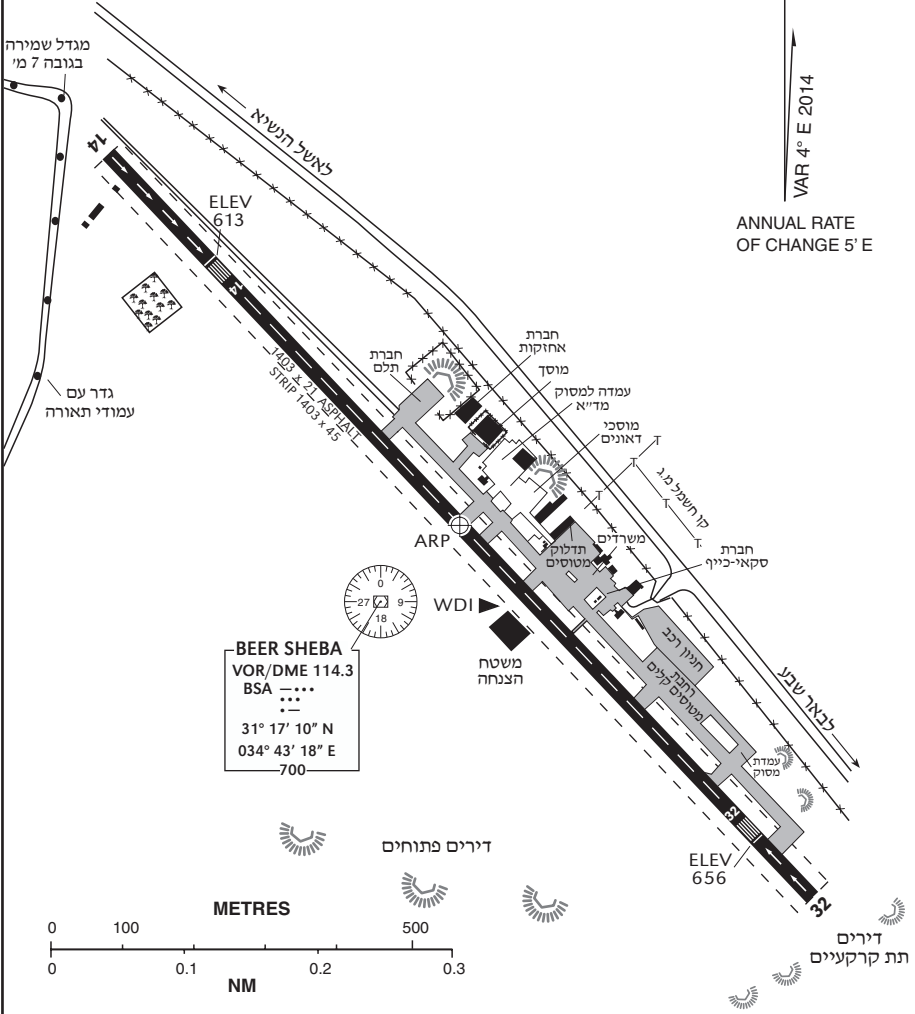 מגדל שמירה
בגובה 7 מ'
לאשל הנשיא
VAR 4° E 2014
ANNUAL RATE
OF CHANGE 5' E
14
ELEV
613
14
1403 x 21 ASPHALT
STRIP 1403 x 45
גדר עם
עמודי תאורה
חברת
תלם
חברת
אחזקות
מוסך
עמדה למסוק
מד"א
מוסכי
דאונים
קו חשמל מ.ג
ARP
תדלוק
מטוסים
משרדים
חברת
סקאי-כייף
0
27 9
18
WDI
משטח
הצנחה
BEER SHEBA
VOR/DME 114.3
BSA –•••
•••
•–
31° 17' 10" N
034° 43' 18" E
700
חניון רכב
רחבת
מטוסים קלים
לבאר שבע
עמדת
מסוק
32
ELEV
656
32
דירים פתוחים
דירים
תת קרקעיים
METRES
0 100 500
0 0.1 0.2 0.3
NM